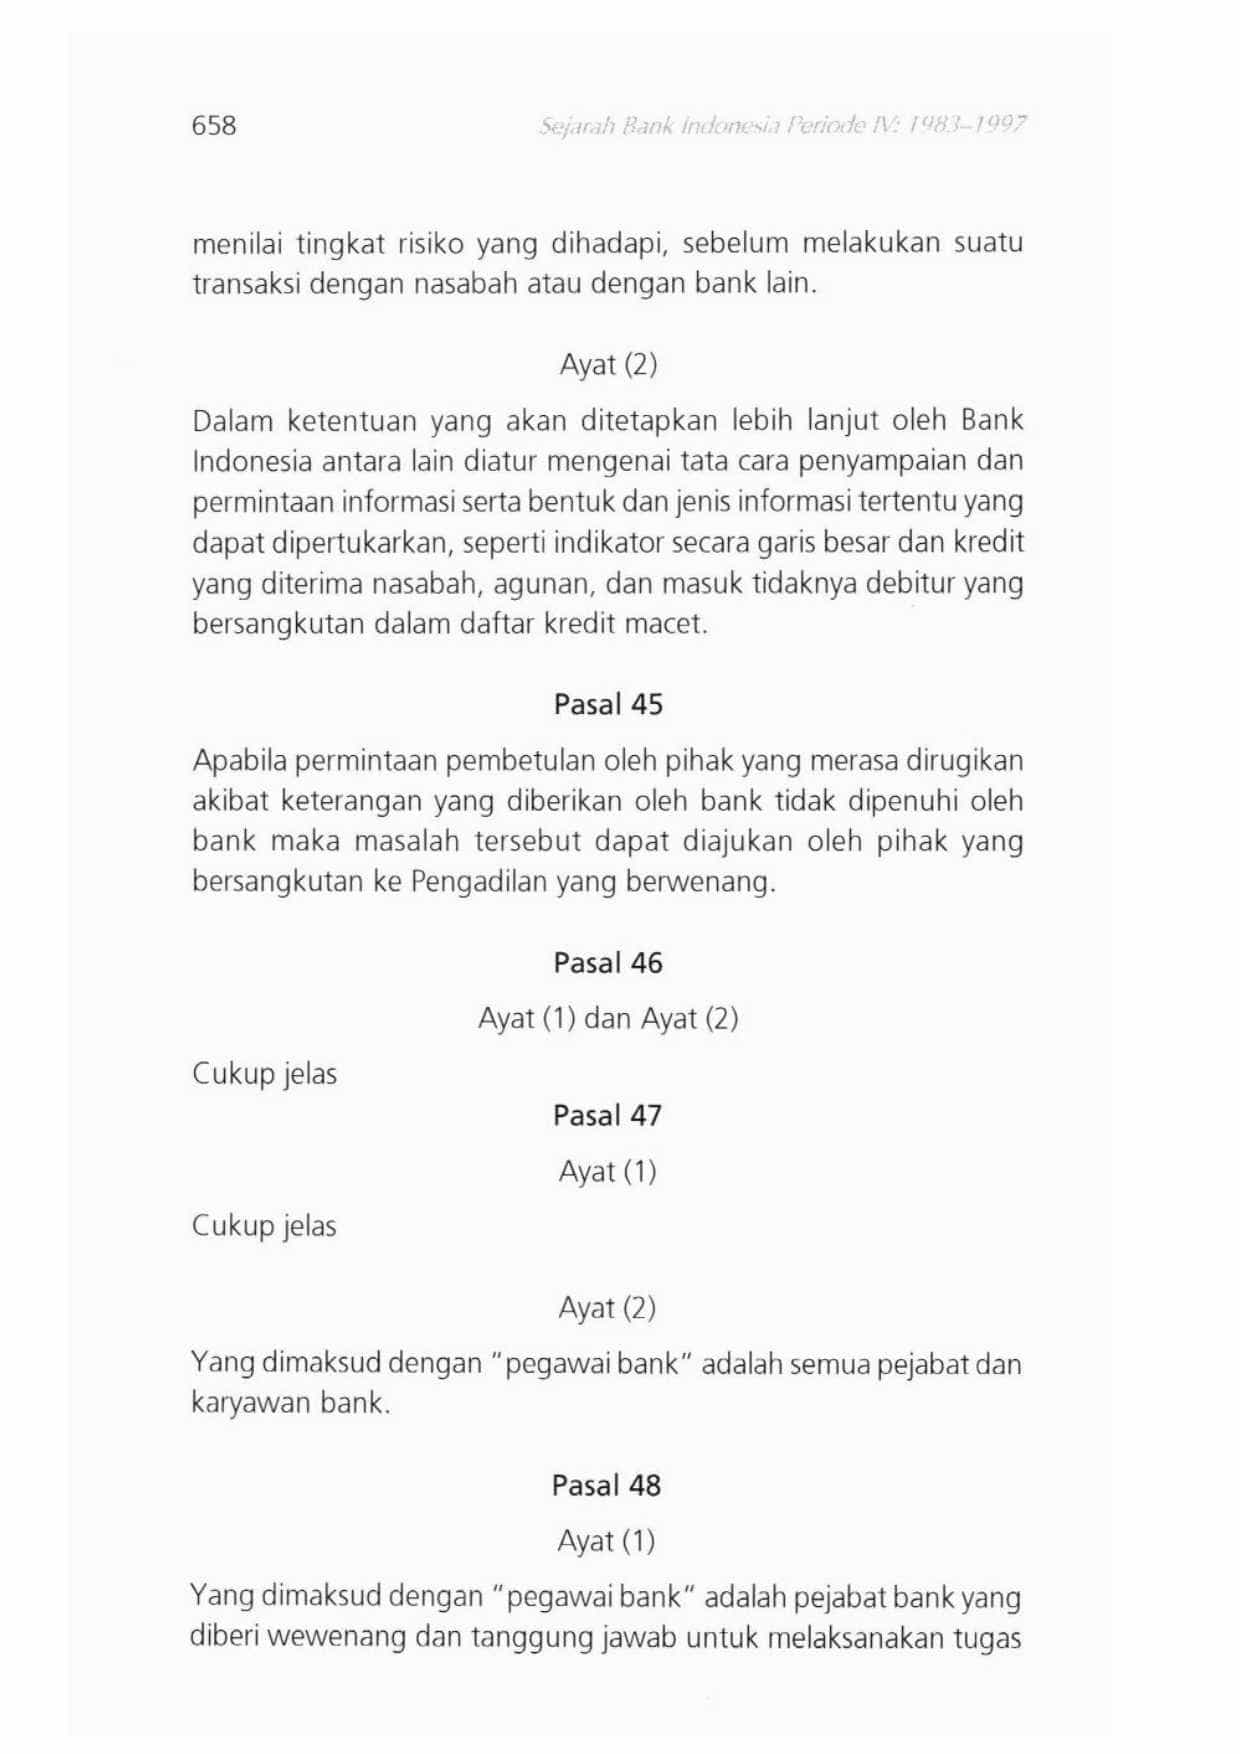 658
Sejarah Bank Indonesia Periode IV: 1983–1997
menilai tingkat risiko yang dihadapi, sebelum melakukan suatu
transaksi dengan nasabah atau dengan bank lain.
Ayat (2)
Dalam ketentuan yang akan ditetapkan lebih lanjut oleh Bank
Indonesia antara lain diatur mengenai tata cara penyampaian dan
permintaan informasi serta bentuk dan jenis informasi tertentu yang
dapat dipertukarkan, seperti indikator secara garis besar dan kredit
yang diterima nasabah, agunan, dan masuk tidaknya debitur yang
bersangkutan dalam daftar kredit macet.
Pasal 45
Apabila permintaan pembetulan oleh pihak yang merasa dirugikan
akibat keterangan yang diberikan oleh bank tidak dipenuhi oleh
bank maka masalah tersebut dapat diajukan oleh pihak yang
bersangkutan ke Pengadilan yang berwenang.
Pasal 46
Ayat (1) dan Ayat (2)
Cukup jelas
Pasal 47
Ayat (1)
Cukup jelas
Ayat (2)
Yang dimaksud dengan "pegawai bank" adalah semua pejabat dan
karyawan bank.
Pasal 48
Ayat (1)
Yang dimaksud dengan "pegawai bank" adalah pejabat bank yang
diberi wewenang dan tanggung jawab untuk melaksanakan tugas